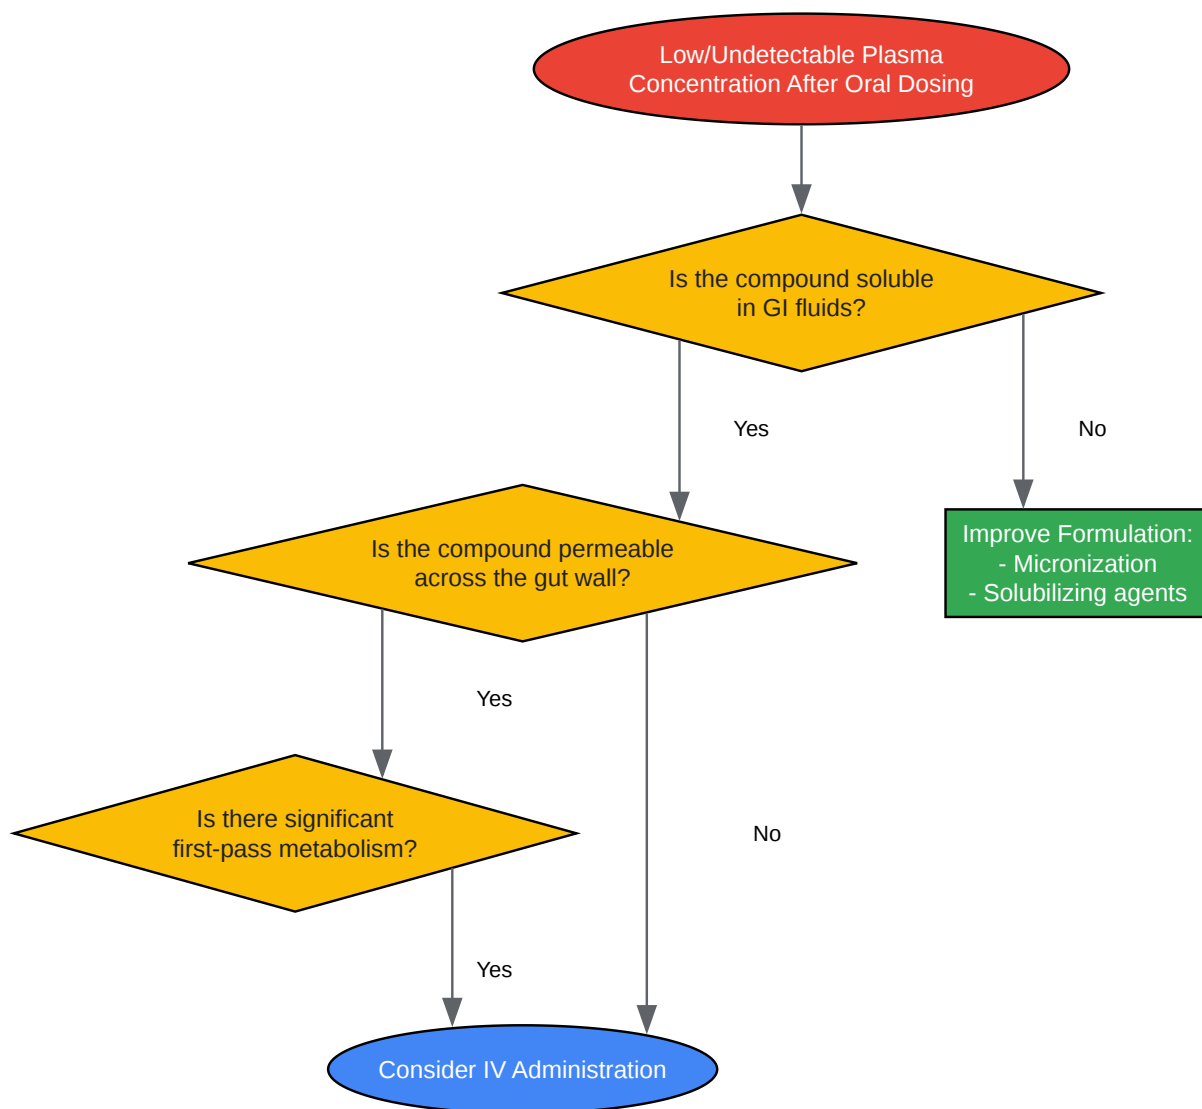 Low/Undetectable Plasma
Concentration After Oral Dosing
Is the compound soluble
in GI fluids?
Yes
No
Improve Formulation:
- Micronization
- Solubilizing agents
Is the compound permeable
across the gut wall?
Yes
No
Is there significant
first-pass metabolism?
Yes
Consider IV Administration